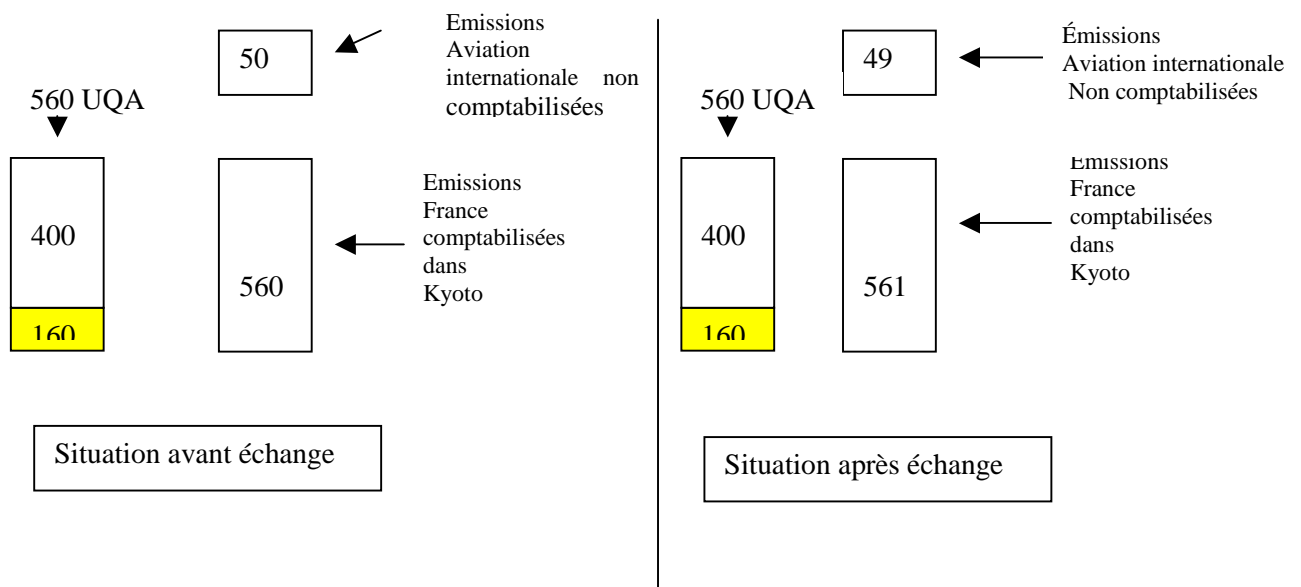 Emissions
Aviation
internationale non
comptabilisées
50
560 UQA
400
160
560
Emissions
France
comptabilisées
dans
Kyoto
Situation avant échange
Émissions
Aviation internationale
Non comptabilisées
49
560 UQA
400
160
561
Emissions
France
comptabilisées
dans
Kyoto
Situation après échange